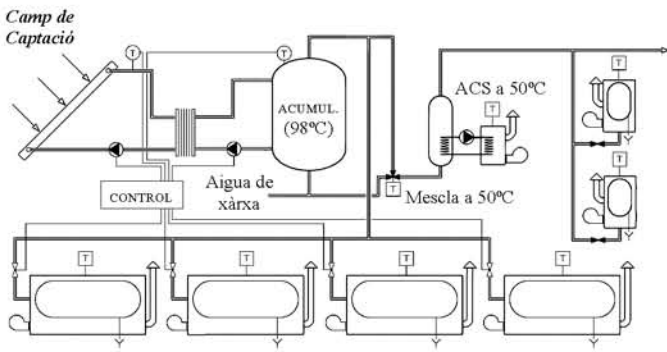 Camp de
Captació
T
T
ACUMUL.
(98ºC)
ACS a 50ºC
T
T
T
Aigua de
xàrxa
T
Mescla a 50ºC
CONTROL
T
T
T
T